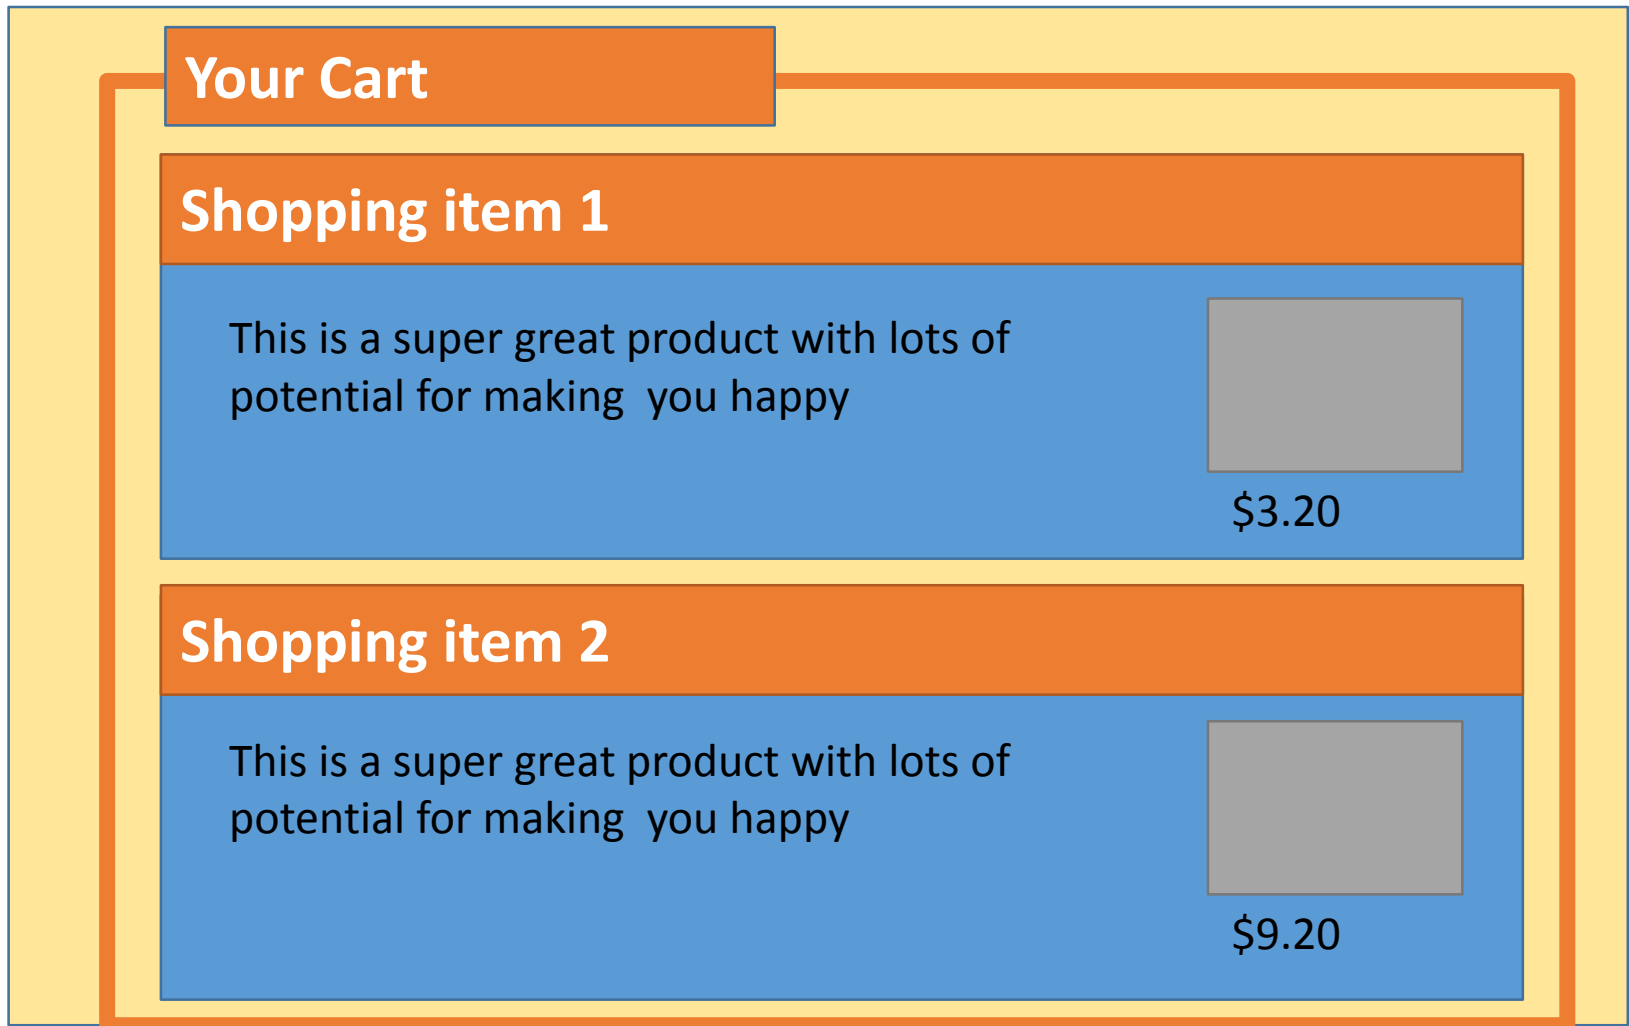 Your Cart
Shopping item 1
This is a super great product with lots of
potential for making  you happy
$3.20
Shopping item 2
This is a super great product with lots of
potential for making  you happy
$9.20